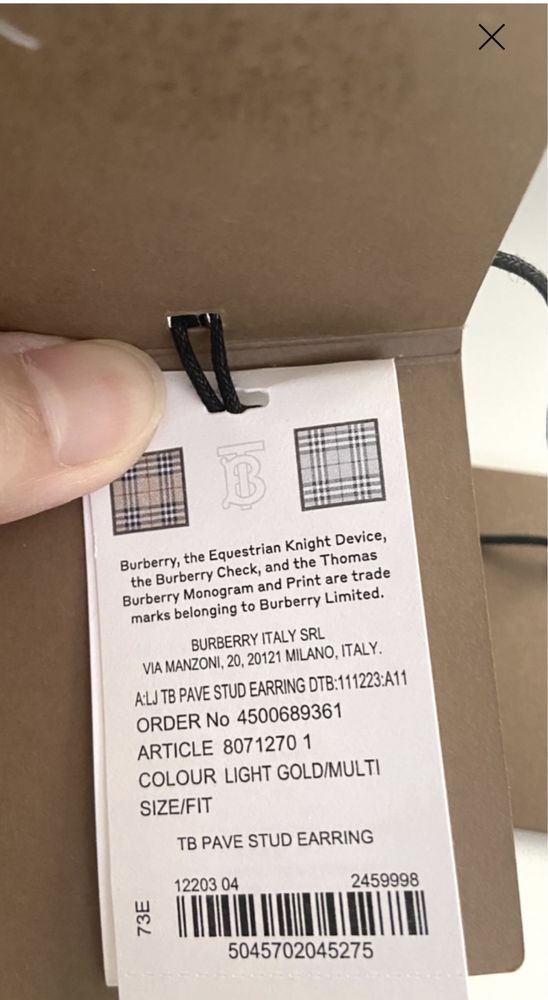 Burberry, the Equestrian Knight Device,
the Burberry Check, and the Thomas
Burberry Monogram and Print are trade
marks belonging to Burberry Limited.
BURBERRY ITALY SRL
VIA MANZONI, 20, 20121 MILANO, ITALY.
A:LJ TB PAVE STUD EARRING DTB:111223:A11
ORDER No 4500689361
ARTICLE 8071270 1
COLOUR LIGHT GOLD/MULTI
SIZE/FIT
TB PAVE STUD EARRING
12203 04 2459998
73E
5045702045275